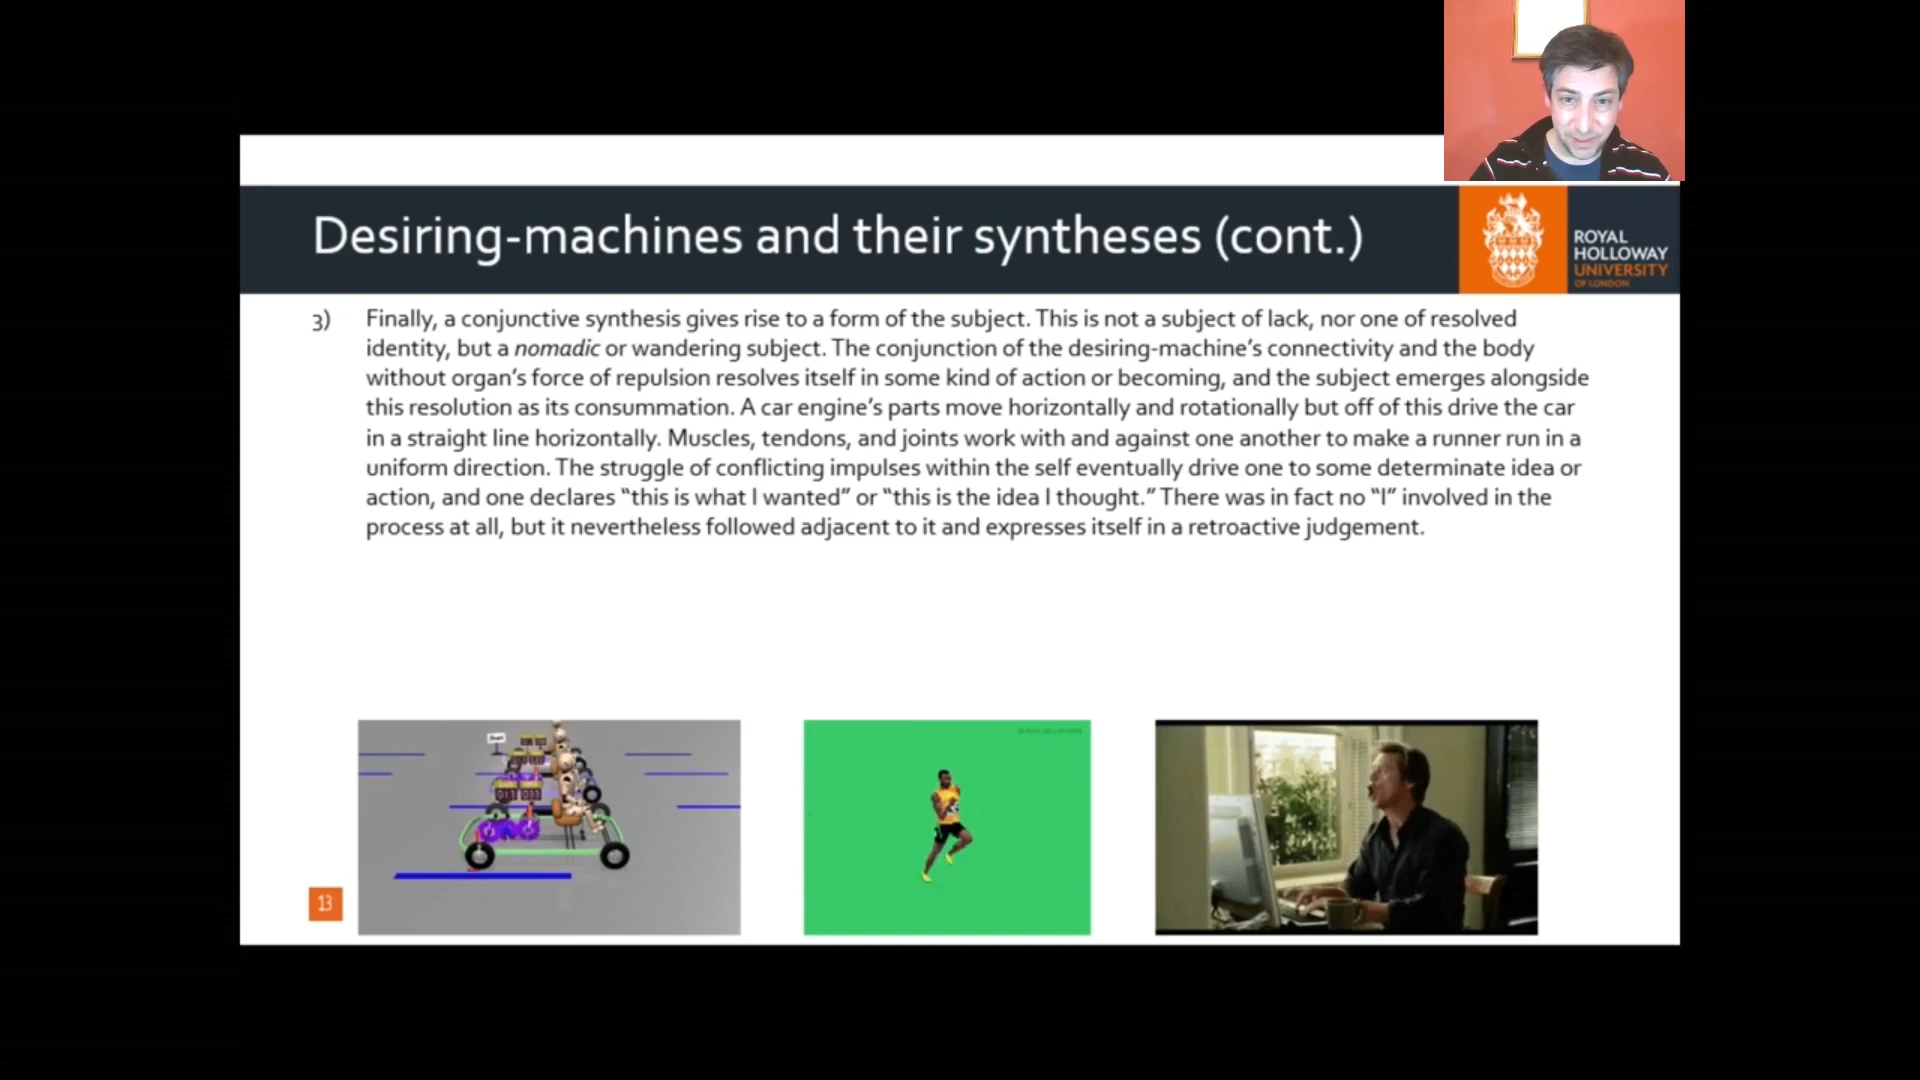 Desiring-machines and their syntheses (cont.)
ROYAL
HOLLOWAY
UNIVERSITY
OF LONDON
3) Finally, a conjunctive synthesis gives rise to a form of the subject. This is not a subject of lack, nor one of resolved
identity, but a nomadic or wandering subject. The conjunction of the desiring-machine's connectivity and the body
without organ's force of repulsion resolves itself in some kind of action or becoming, and the subject emerges alongside
this resolution as its consummation. A car engine's parts move horizontally and rotationally but off of this drive the car
in a straight line horizontally. Muscles, tendons, and joints work with and against one another to make a runner run in a
uniform direction. The struggle of conflicting impulses within the self eventually drive one to some determinate idea or
action, and one declares “this is what I wanted” or “this is the idea I thought.” There was in fact no “I” involved in the
process at all, but it nevertheless followed adjacent to it and expresses itself in a retroactive judgement.
13